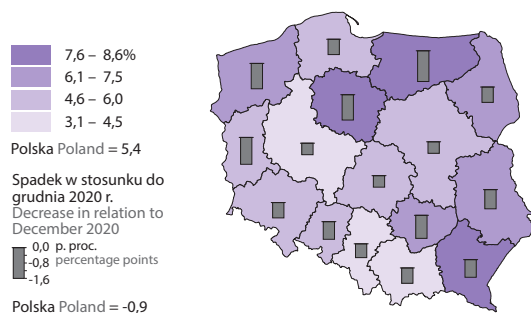 7,6 – 8,6%
6,1 – 7,5
4,6 – 6,0
3,1 – 4,5
Polska Poland = 5,4
Spadek w stosunku do
grudnia 2020 r.
Decrease in relation to
December 2020
0,0 p. proc.
-0,8 percentage points
-1,6
Polska Poland = -0,9